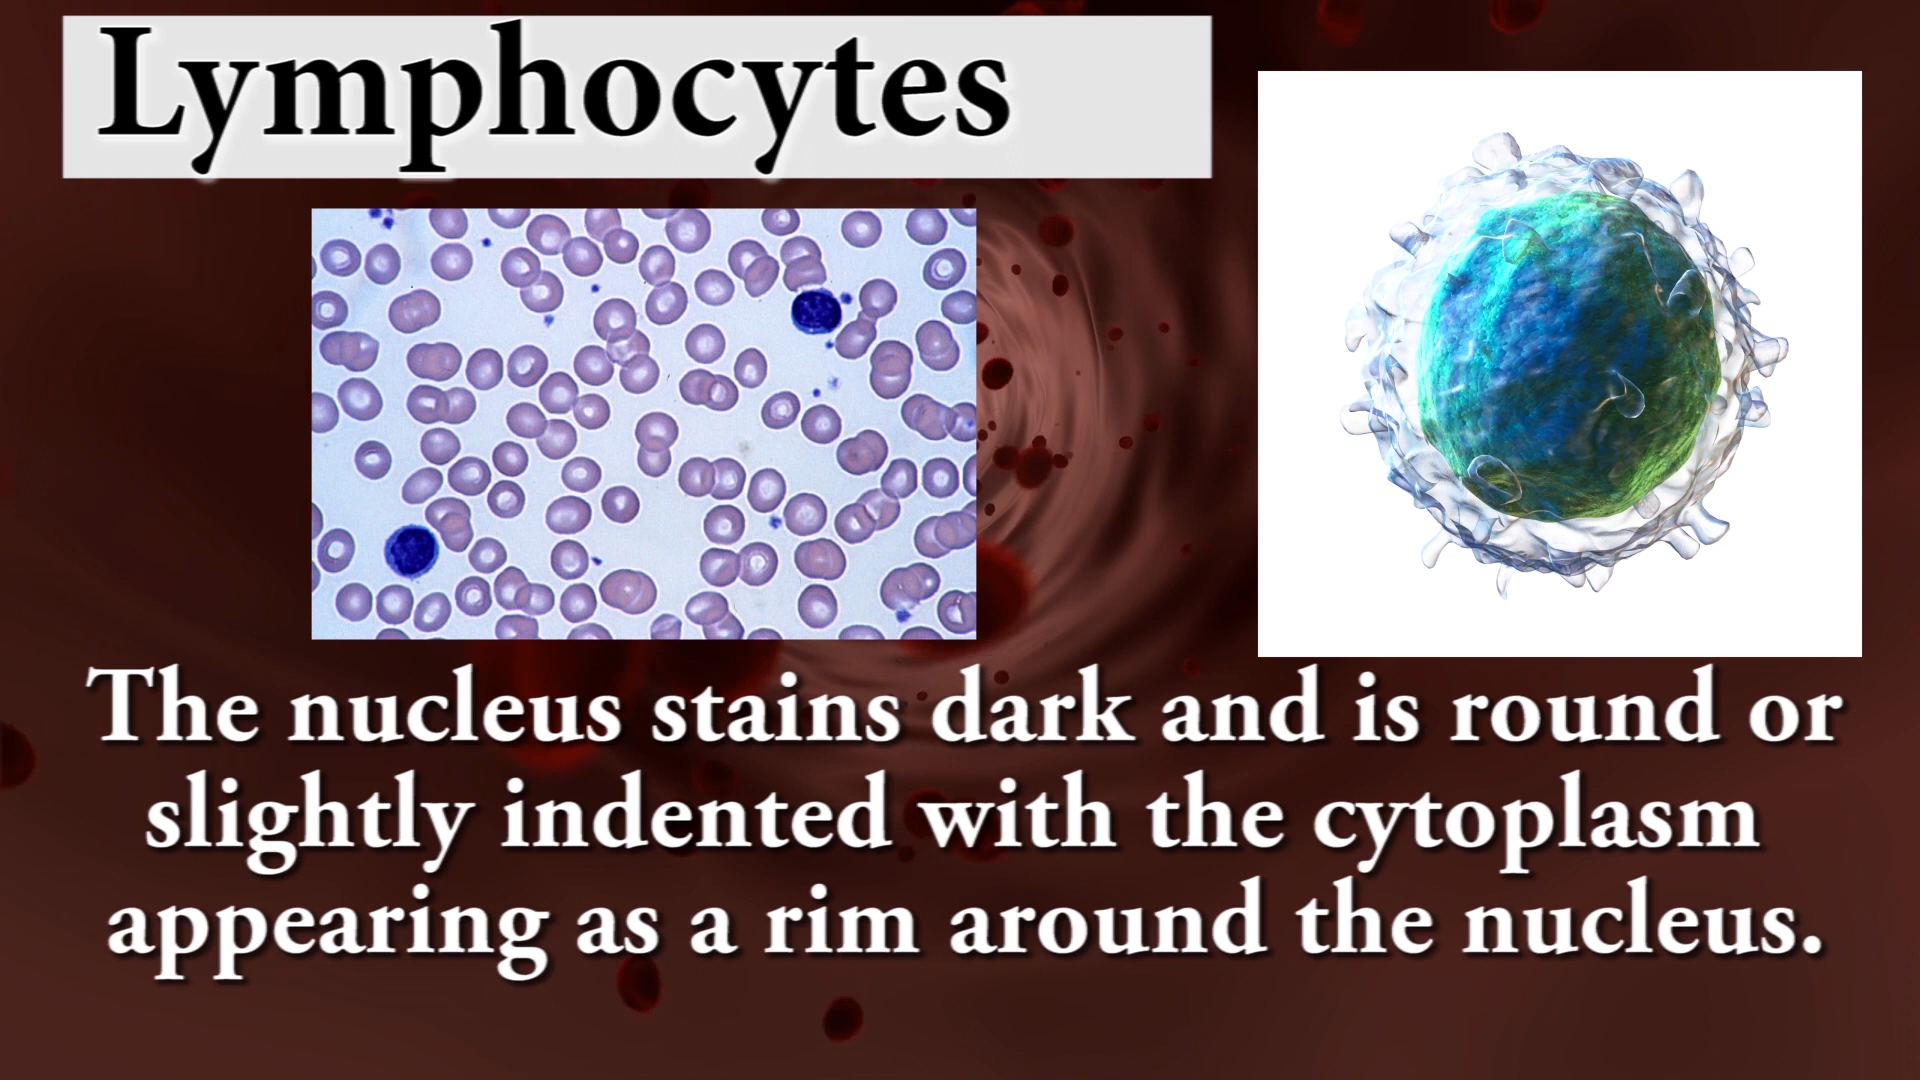 Lymphocytes
The nucleus stains dark and is round or
slightly indented with the cytoplasm
appearing as a rim around the nucleus.